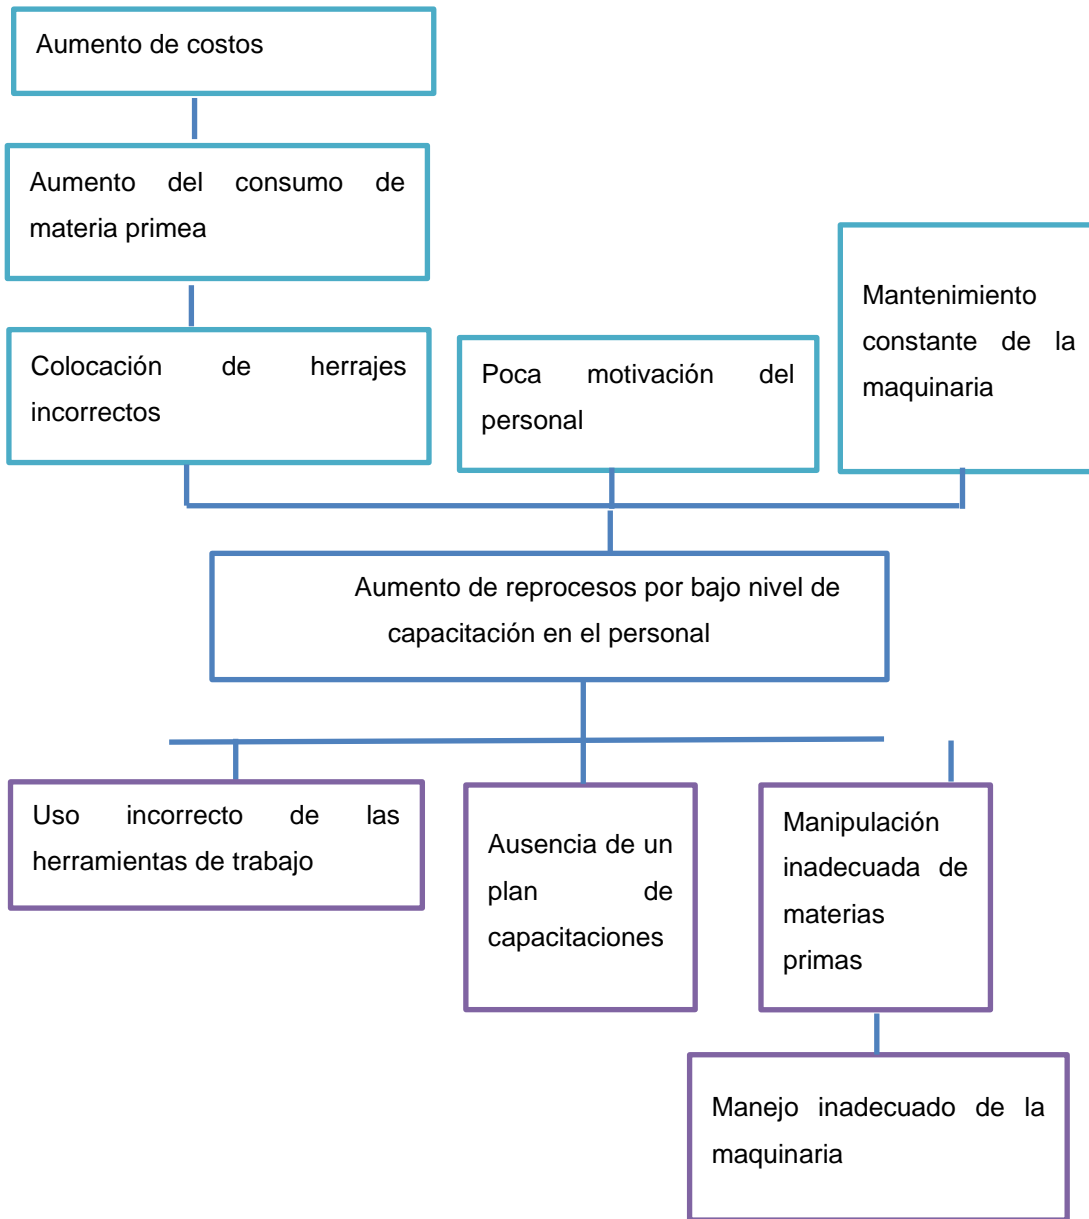 Aumento de costos
Aumento del consumo de
materia primea
Colocación de herrajes
incorrectos
Poca motivación del
personal
Mantenimiento
constante de la
maquinaria
Aumento de reprocesos por bajo nivel de
capacitación en el personal
Uso incorrecto de las
herramientas de trabajo
Ausencia de un
plan de
capacitaciones
Manipulación
inadecuada de
materias
primas
Manejo inadecuado de la
maquinaria